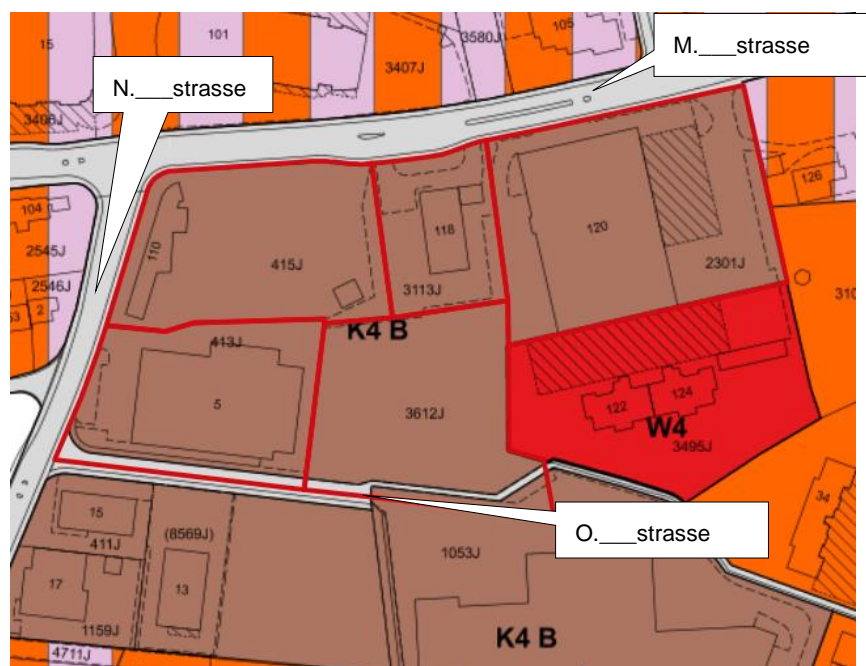 15
101
3580J
105
M.___strasse
3407J
N.___strasse
3406J
126
104
110
118
120
2545J
415J
2301J
2546J
3113J
310
2
K4 B
413J
5
3612J
122
124
W4
3495J
34
15
(8569J)
O.___strasse
411J
1053J
17
13
1159J
K4 B
4711J